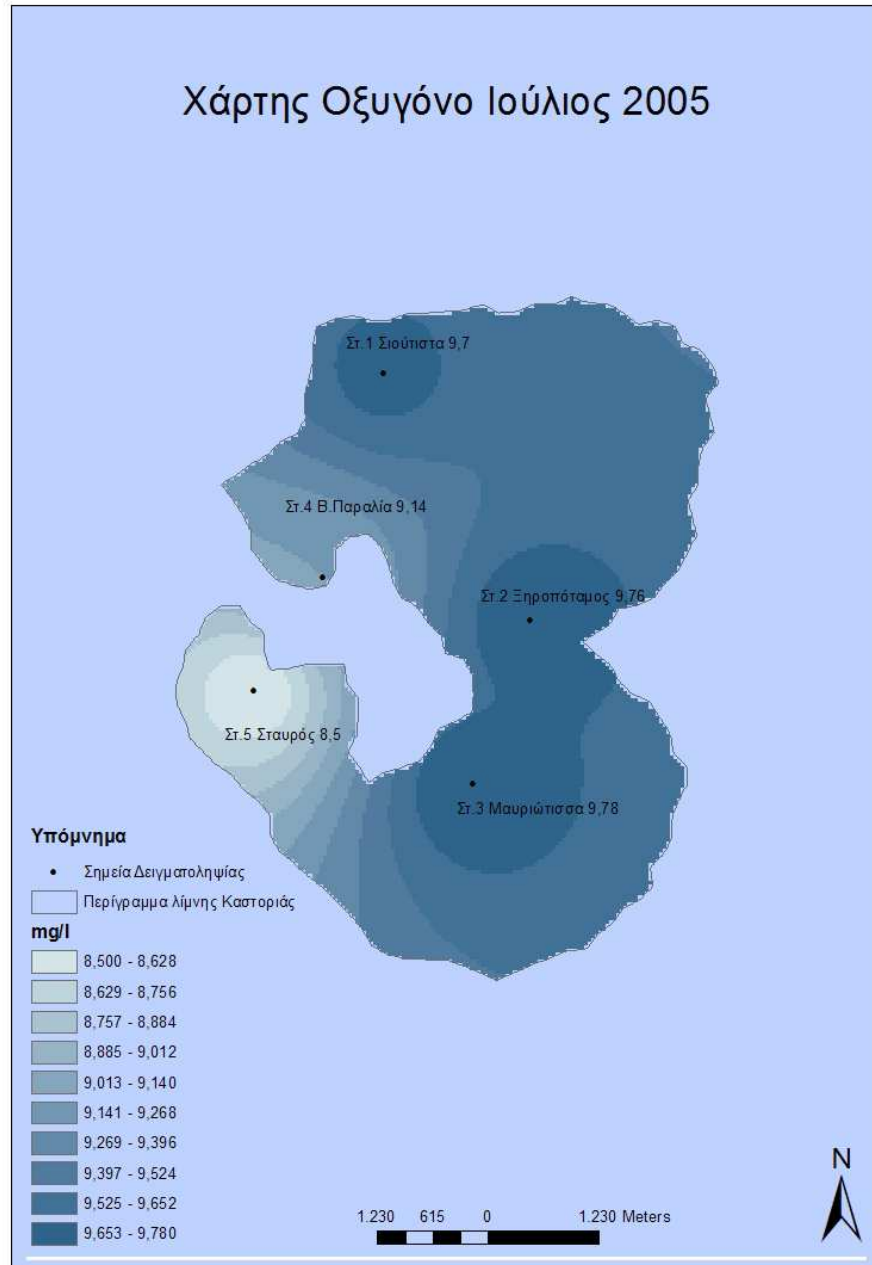 Χάρτης Οξυγόνο Ιούλιος 2005
Στ.1 Σιούτιστα 9,7
Στ.4 Β.Παραλία 9,14
Στ.2 Ξηροπόταμος 9,76
Στ.5 Σταυρός 8,5
Στ.3 Μαυριώτισσα 9,78
Υπόμνημα
Σημεία Δειγματοληψίας
Περίγραμμα λίμνης Καστοριάς
mg/l
8,500 - 8,628
8,629 - 8,756
8,757 - 8,884
8,885 - 9,012
9,013 - 9,140
9,141 - 9,268
9,269 - 9,396
9,397 - 9,524
9,525 - 9,652
9,653 - 9,780
1.230 615 0 1.230 Meters
N